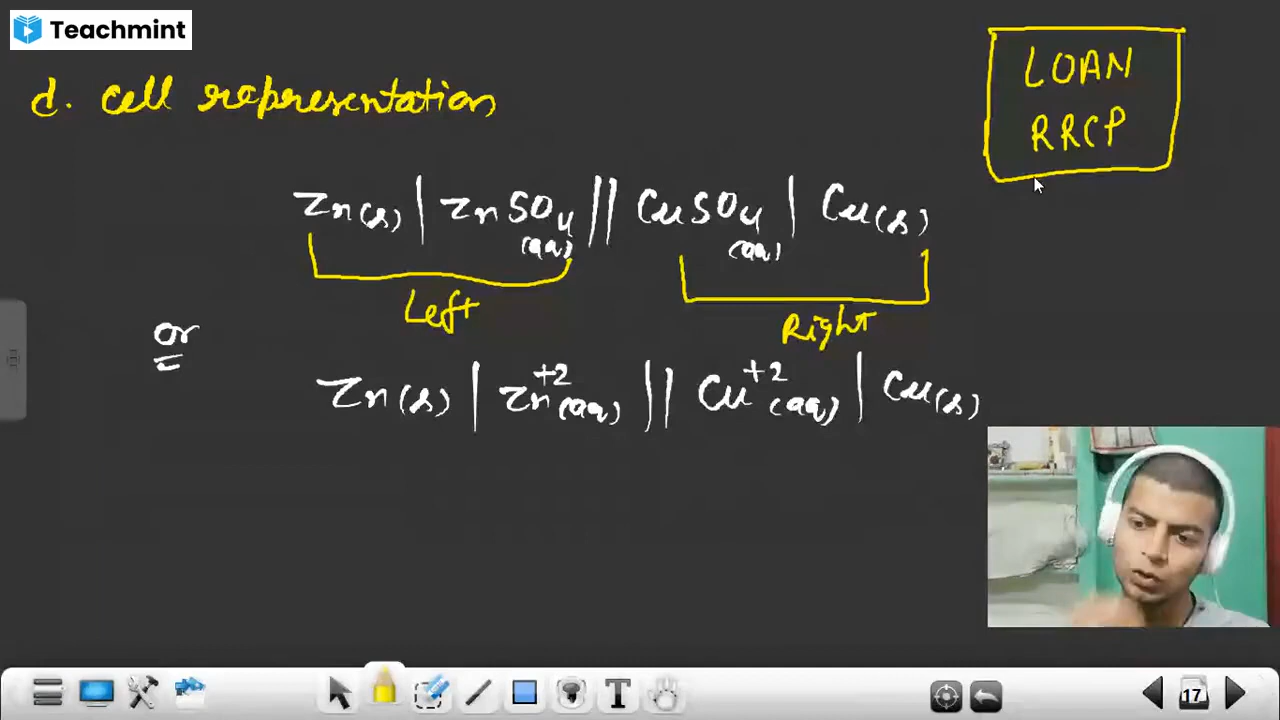 Teachmint
d. cell representation
LOAN
RRCP
Zn(s) | ZnSO4 (aq) || CuSO4 (aq) | Cu(s)
Left
Right
or
Zn(s) | Zn+2(aq) || Cu+2(aq) | Cu(s)
17